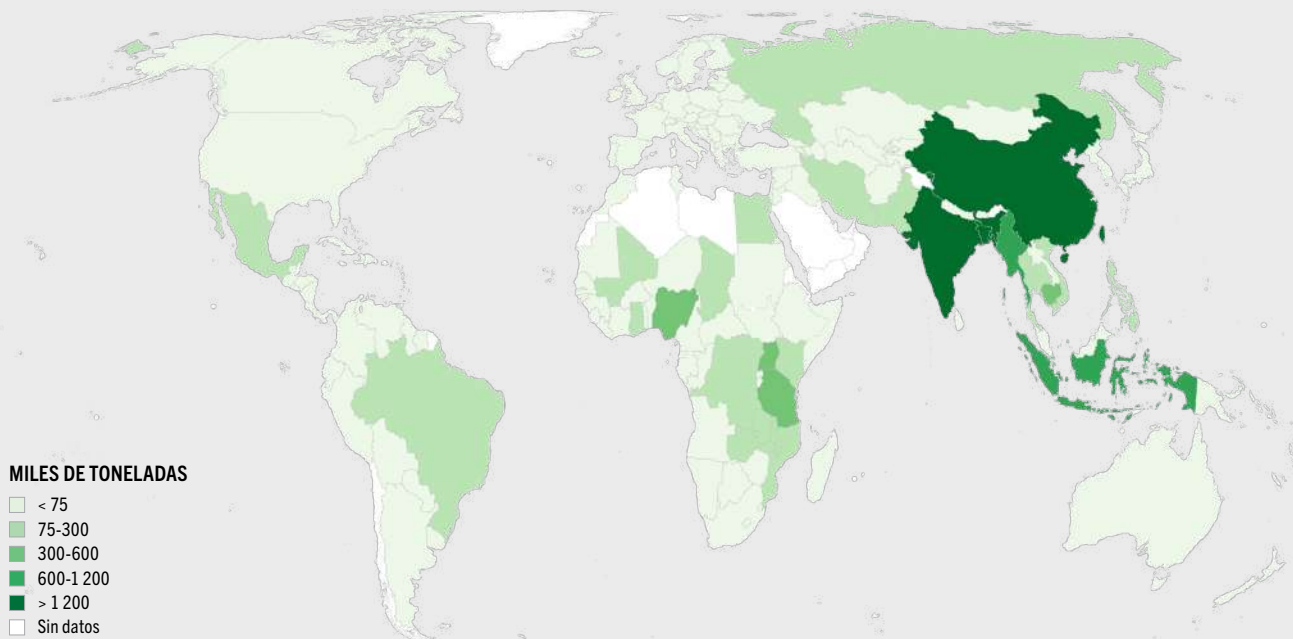 MILES DE TONELADAS
< 75
75-300
300-600
600-1 200
> 1 200
Sin datos